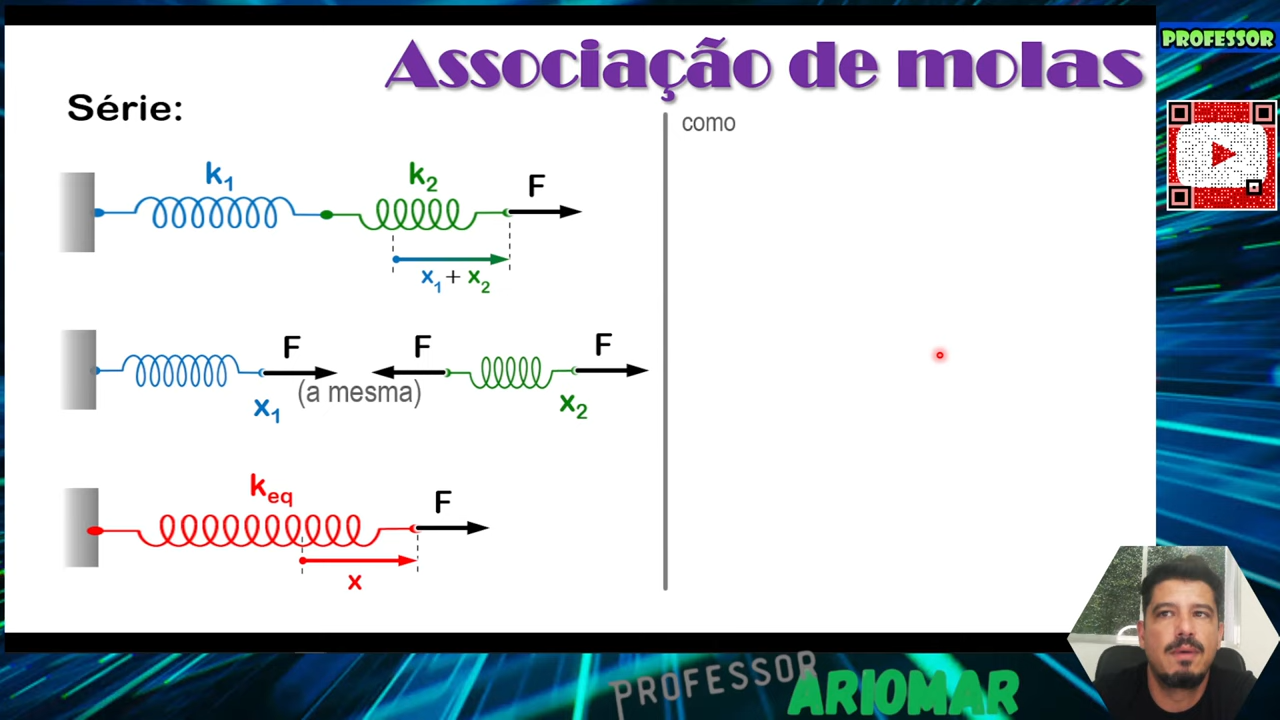 Associação de molas
PROFESSOR
Série:
como
k1
k2
F
x1 + x2
F
F
F
(a mesma)
x1
x2
keq
F
x
PROFESSOR
ARIOMAR